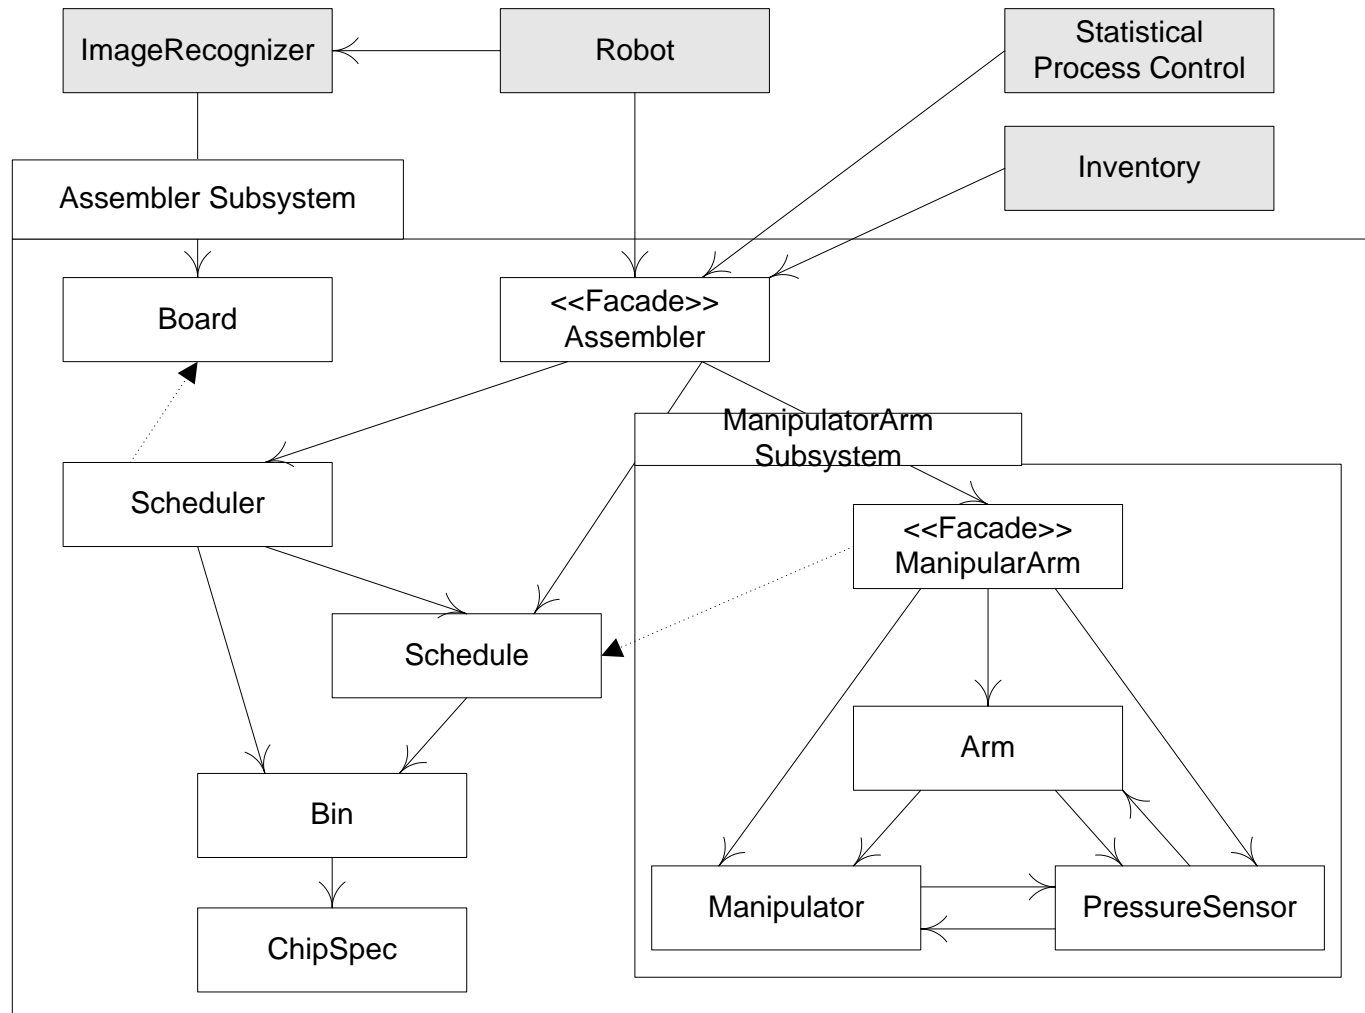 ImageRecognizer
Robot
Statistical
Process Control
Inventory
Assembler Subsystem
Board
<<Facade>>
Assembler
ManipulatorArm
Subsystem
Scheduler
<<Facade>>
ManipularArm
Schedule
Arm
Bin
Manipulator
PressureSensor
ChipSpec